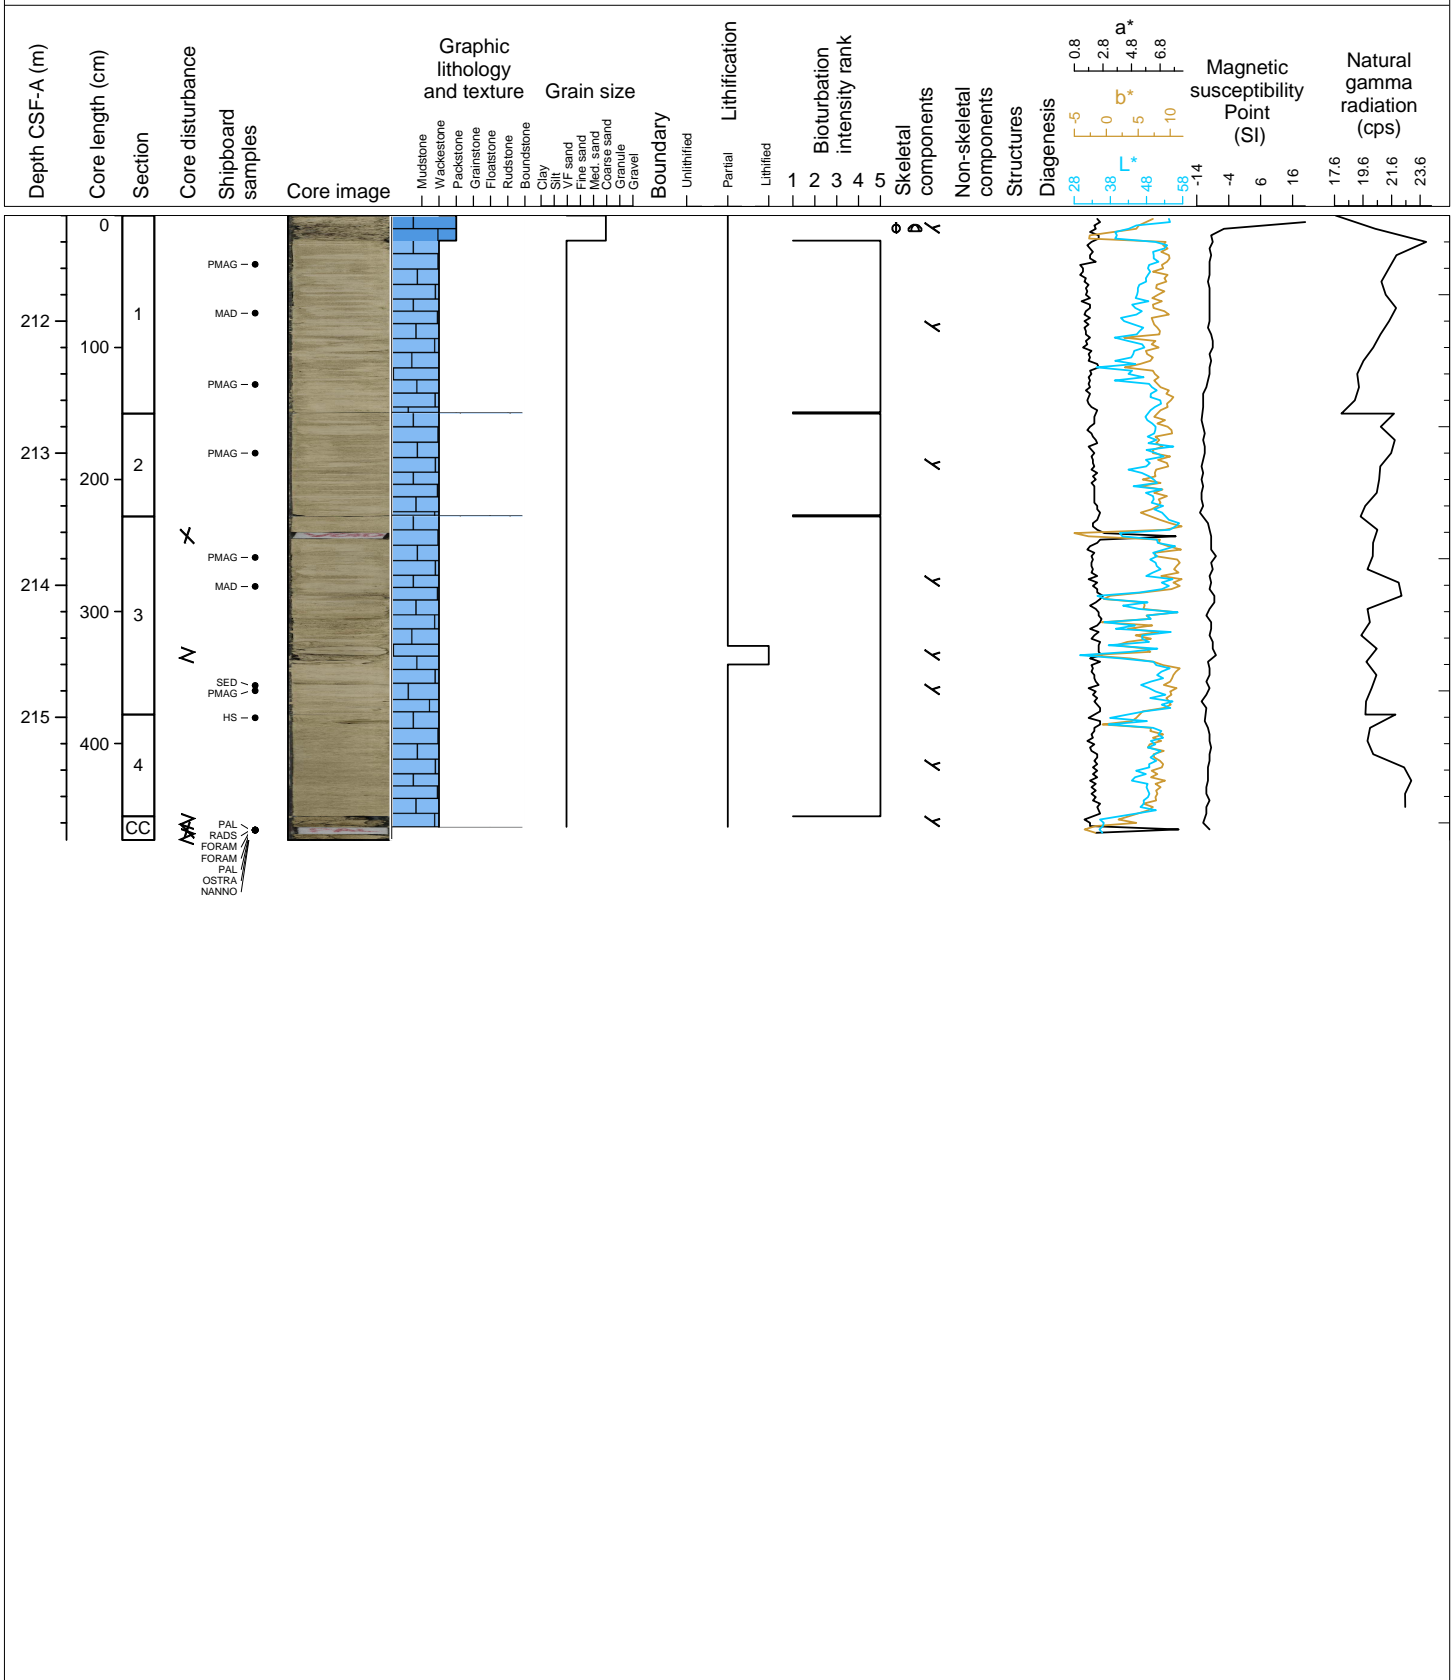 Depth CSF-A (m)
Core length (cm)
Section
Core disturbance
Shipboard
samples
Core image
Graphic
lithology
and texture
Mudstone
Wackestone
Packstone
Grainstone
Floatstone
Rudstone
Boundstone
Grain size
Clay
Silt
VF sand
Fine sand
Med. sand
Coarse sand
Granule
Gravel
Boundary
Lithification
Unlithified
Partial
Lithified
Bioturbation
intensity rank
1 2 3 4 5
Skeletal
components
Non-skeletal
components
Structures
Diagenesis
a*
0.8 2.8 4.8 6.8
b*
-5 0 5 10
L*
28 38 48 58
Magnetic
susceptibility
Point
(SI)
-14 -4 6 16
Natural
gamma
radiation
(cps)
17.6 19.6 21.6 23.6
212
213
214
215
0
100
200
300
400
1
2
3
4
CC
PMAG
MAD
PMAG
PMAG
PMAG
MAD
SED
PMAG
HS
PAL
RADS
FORAM
FORAM
PAL
OSTRA
NANNO